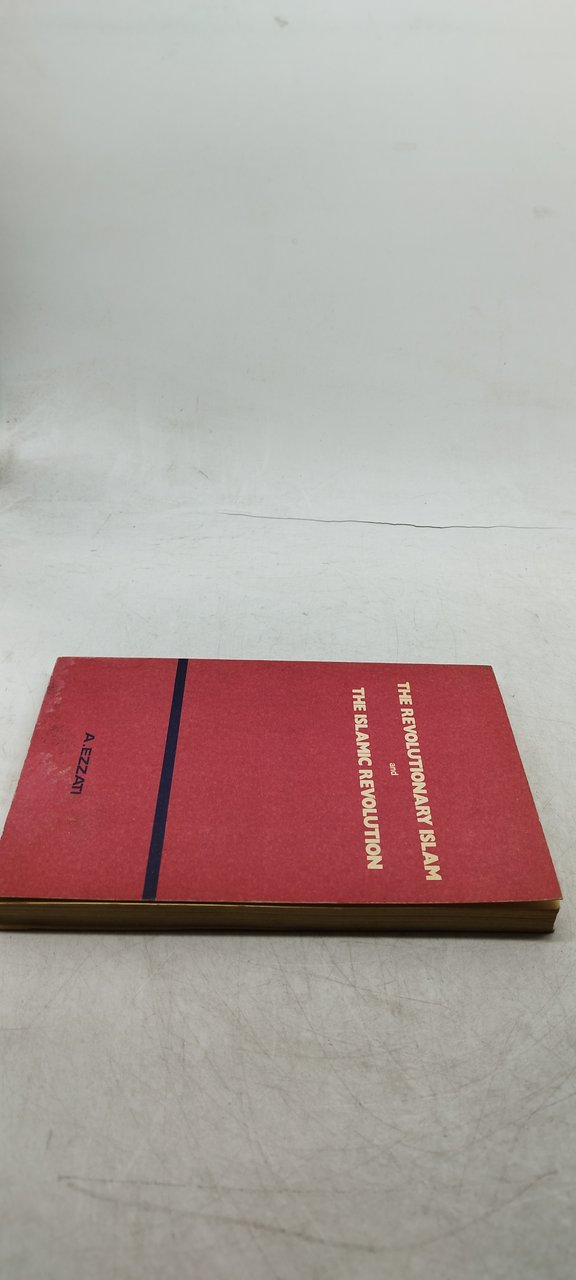 THE REVOLUTIONARY ISLAM
and
THE ISLAMIC REVOLUTION
A. EZZATI